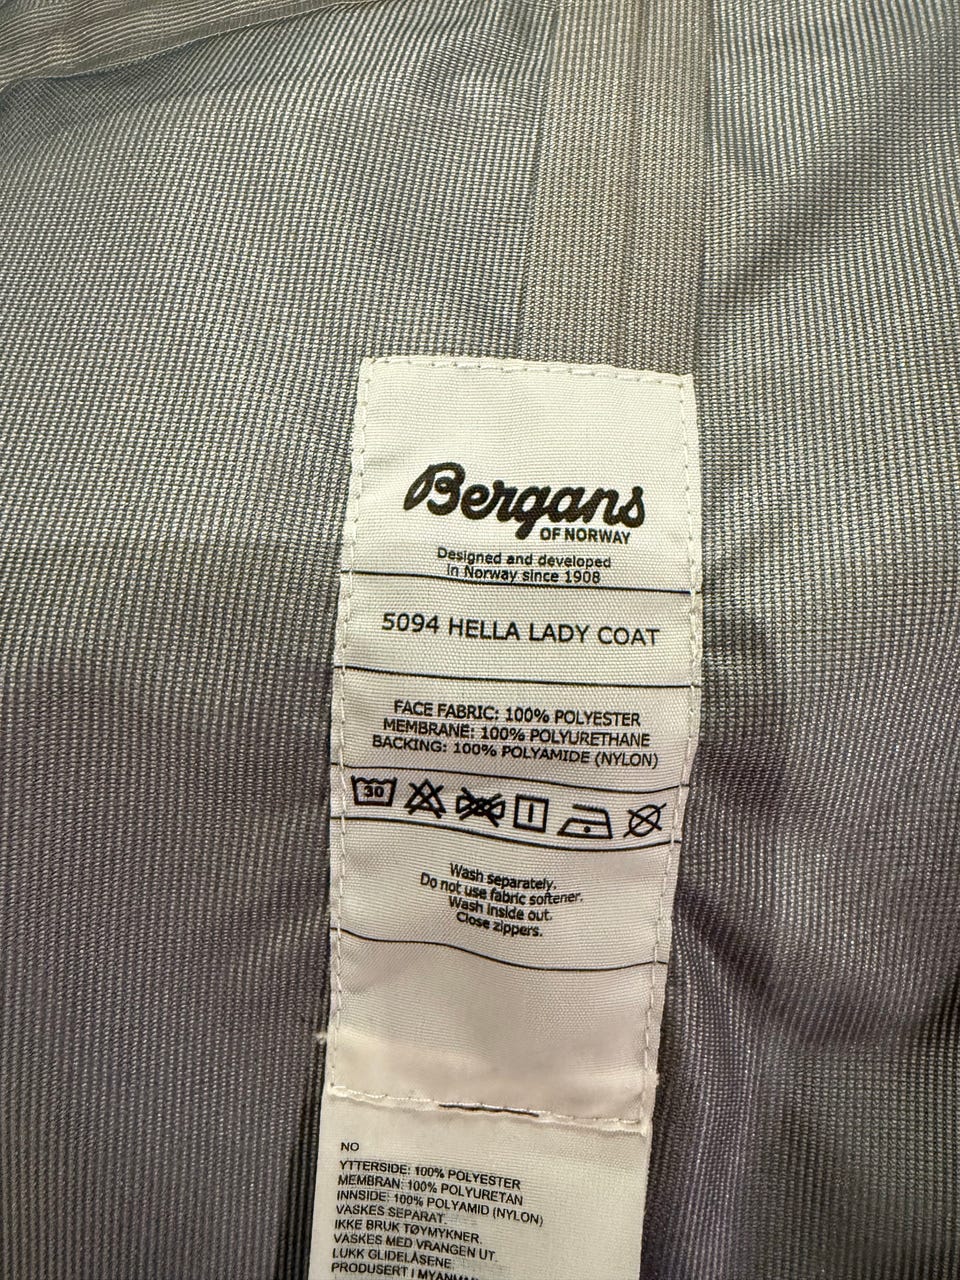 Bergans
OF NORWAY
Designed and developed
in Norway since 1908
5094 HELLA LADY COAT
FACE FABRIC: 100% POLYESTER
MEMBRANE: 100% POLYURETHANE
BACKING: 100% POLYAMIDE (NYLON)
30
Wash separately.
Do not use fabric softener.
Wash inside out.
Close zippers.
NO
YTTERSIDE: 100% POLYESTER
MEMBRAN: 100% POLYURETAN
INNSIDE: 100% POLYAMID (NYLON)
VASKES SEPARAT.
IKKE BRUK TØYMYKNER.
VASKES MED VRANGEN UT.
LUKK GLIDELÅSENE
PRODUSERT I